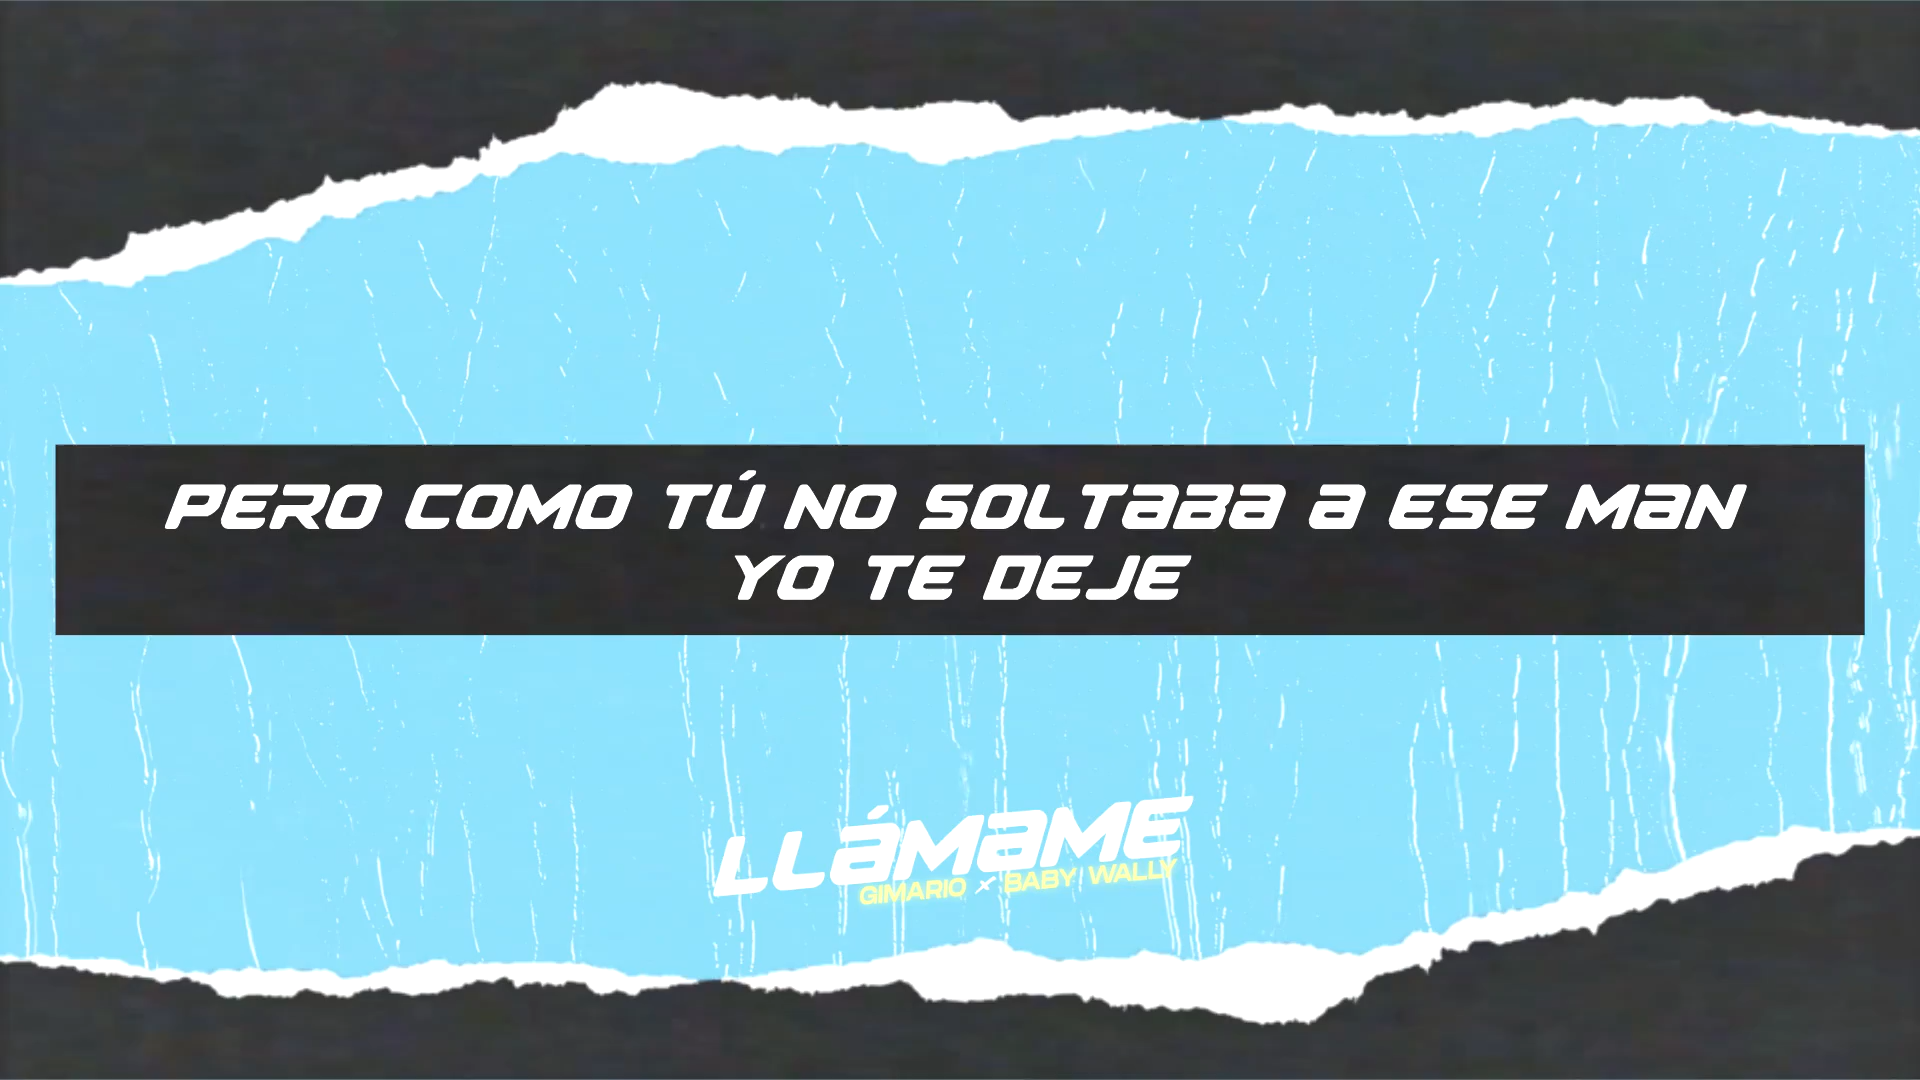 PERO COMO TÚ NO SOLTABA A ESE MAN
YO TE DEJE
LLÁMAME
GIMARIO x BABY WALLY